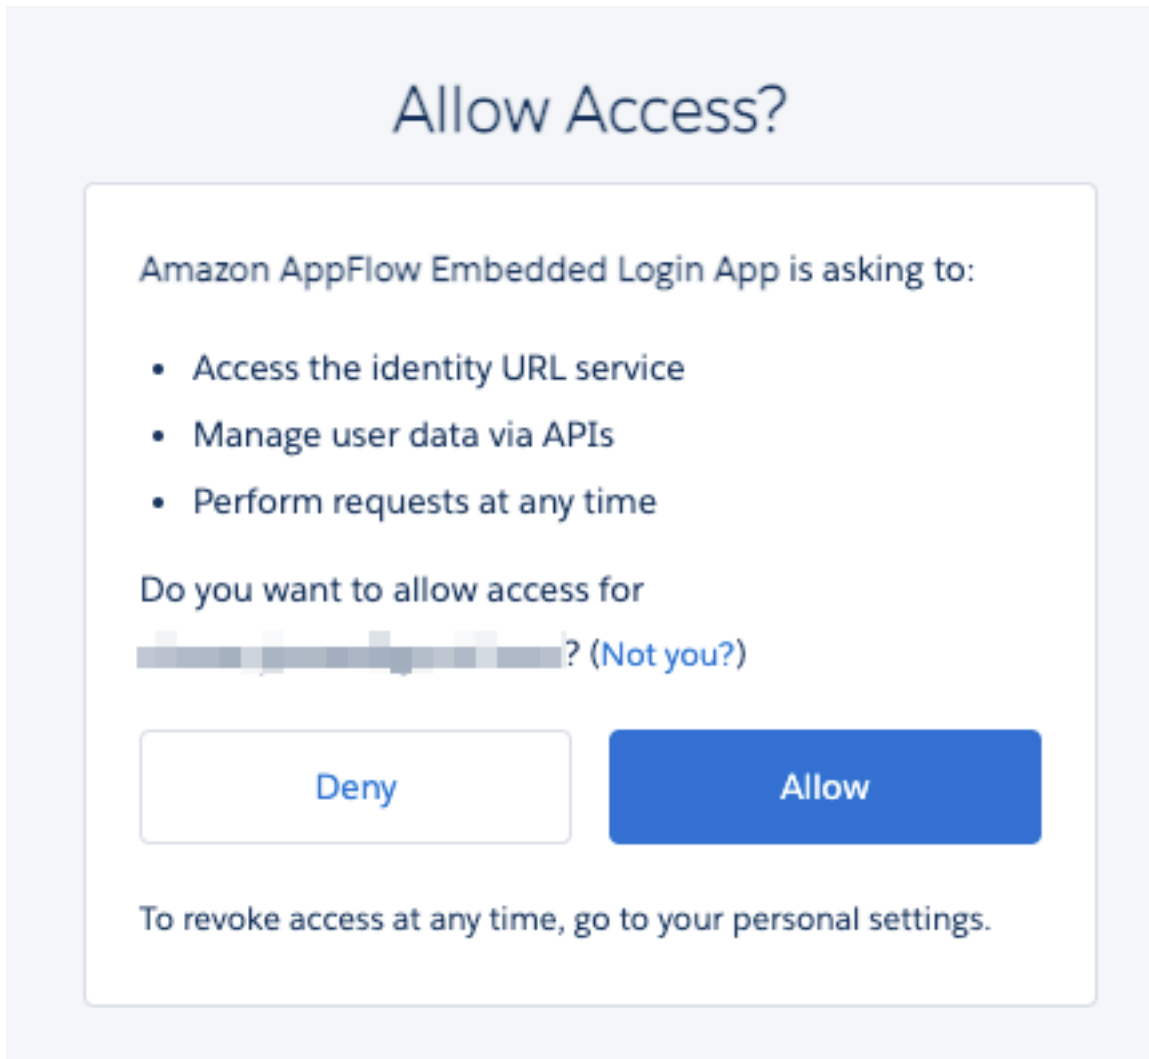 Allow Access?
Amazon AppFlow Embedded Login App is asking to:
• Access the identity URL service
• Manage user data via APIs
• Perform requests at any time
Do you want to allow access for
? (Not you?)
Deny
Allow
To revoke access at any time, go to your personal settings.